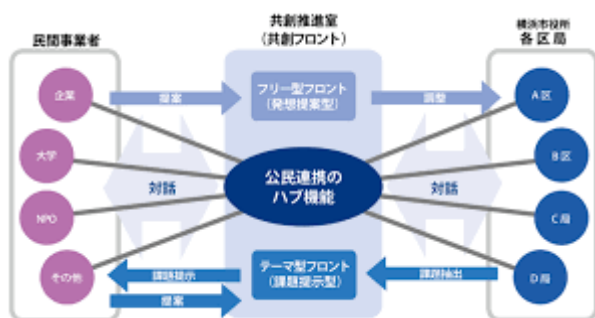 民間事業者
共創推進室
(共創フロント)
横浜市役所
各区局
企業
大学
NPO
その他
提案
フリー型フロント
(発想提案型)
調整
対話
公民連携の
ハブ機能
対話
課題提示
提案
テーマ型フロント
(課題提示型)
課題抽出
A区
B区
C局
D局